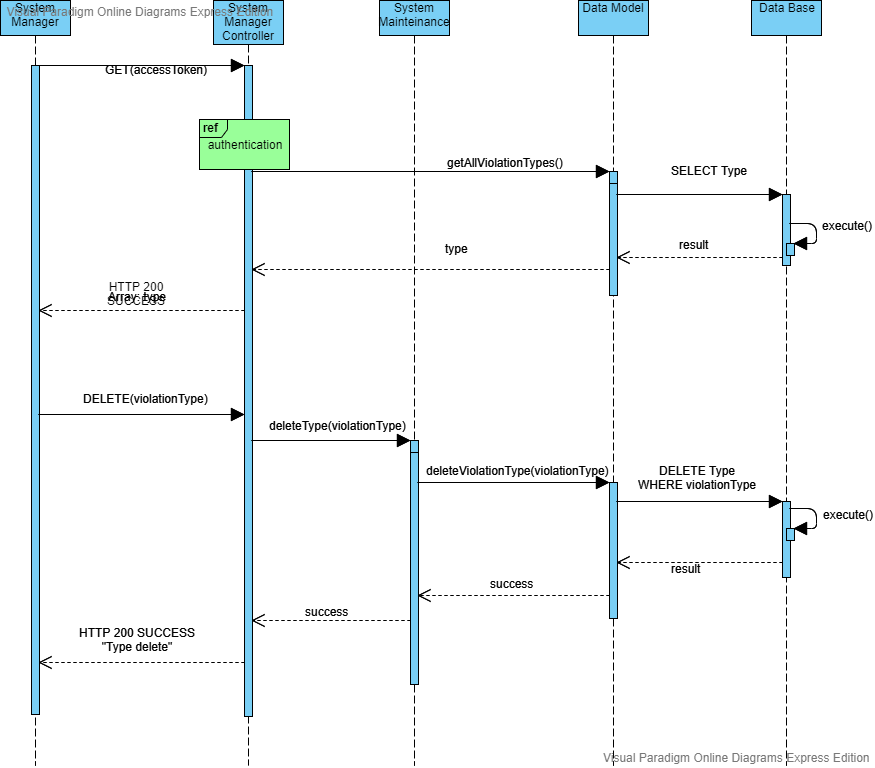 Visual Paradigm Online Diagrams Express Edition
System
Manager
System
Manager
Controller
System
Mainteinance
Data Model
Data Base
GET(accessToken)
ref
authentication
getAllViolationTypes()
SELECT Type
execute()
result
type
HTTP 200
SUCCESS
Array: type
DELETE(violationType)
deleteType(violationType)
deleteViolationType(violationType)
DELETE Type
WHERE violationType
execute()
result
success
success
HTTP 200 SUCCESS
"Type delete"
Visual Paradigm Online Diagrams Express Edition